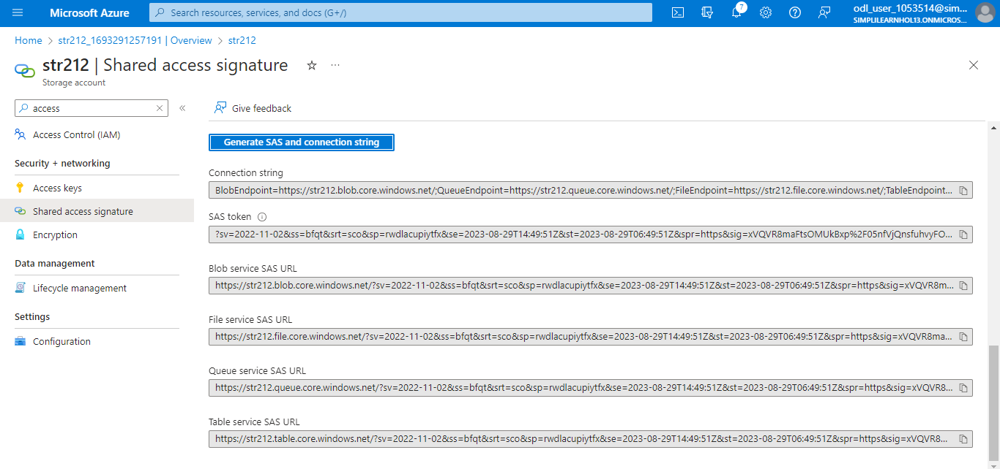 Microsoft Azure
Search resources, services, and docs (G+/)
7
odl_user_1053514@sim...
SIMPLILEARNHOL13.ONMICROS...
Home > str212_1693291257191 | Overview > str212
str212 | Shared access signature
Storage account
access
Give feedback
Access Control (IAM)
Security + networking
Access keys
Shared access signature
Encryption
Data management
Lifecycle management
Settings
Configuration
Generate SAS and connection string
Connection string
BlobEndpoint=https://str212.blob.core.windows.net/;QueueEndpoint=https://str212.queue.core.windows.net/;FileEndpoint=https://str212.file.core.windows.net/;TableEndpoint...
SAS token
?sv=2022-11-02&ss=bfqt&srt=sco&sp=rwdlacupiytfx&se=2023-08-29T14:49:51Z&st=2023-08-29T06:49:51Z&spr=https&sig=xVQVR8maFtsOMUkBxp%2F05nfVjQnsfuhvyFO...
Blob service SAS URL
https://str212.blob.core.windows.net/?sv=2022-11-02&ss=bfqt&srt=sco&sp=rwdlacupiytfx&se=2023-08-29T14:49:51Z&st=2023-08-29T06:49:51Z&spr=https&sig=xVQVR8m...
File service SAS URL
https://str212.file.core.windows.net/?sv=2022-11-02&ss=bfqt&srt=sco&sp=rwdlacupiytfx&se=2023-08-29T14:49:51Z&st=2023-08-29T06:49:51Z&spr=https&sig=xVQVR8ma...
Queue service SAS URL
https://str212.queue.core.windows.net/?sv=2022-11-02&ss=bfqt&srt=sco&sp=rwdlacupiytfx&se=2023-08-29T14:49:51Z&st=2023-08-29T06:49:51Z&spr=https&sig=xVQVR8...
Table service SAS URL
https://str212.table.core.windows.net/?sv=2022-11-02&ss=bfqt&srt=sco&sp=rwdlacupiytfx&se=2023-08-29T14:49:51Z&st=2023-08-29T06:49:51Z&spr=https&sig=xVQVR8...